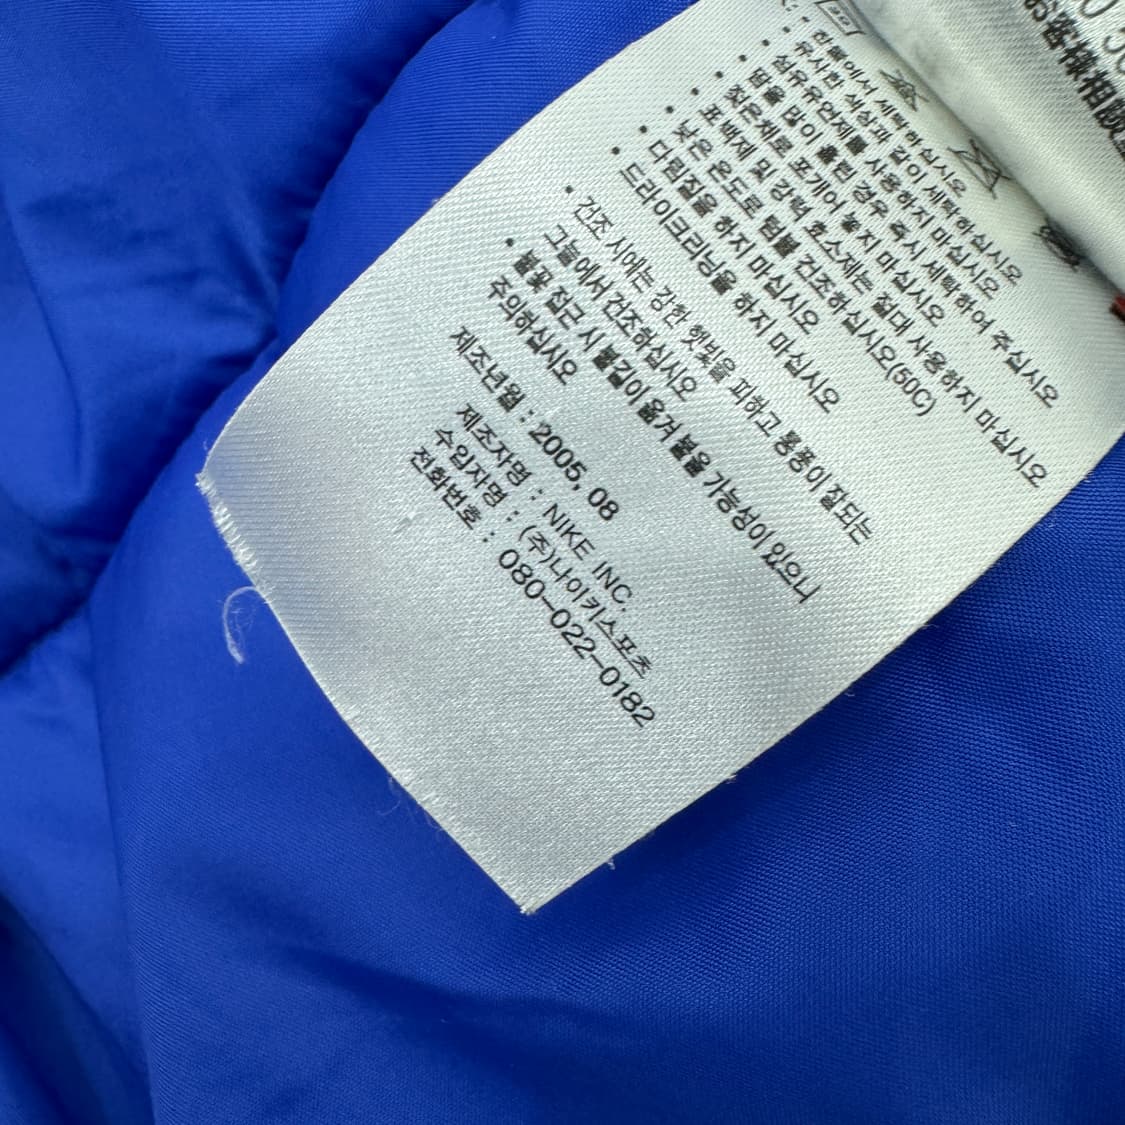 • 찬물에서 세탁하십시오
• 유사한 색상과 같이 세탁하십시오
• 섬유유연제를 사용하지 마십시오
• 땀을 많이 흘린 경우 즉시 세탁하여 주십시오
• 젖은채로 포개어 놓지 마십시오
• 표백제 및 강력 효소제는 절대 사용하지 마십시오
• 낮은 온도로 텀블 건조하십시오(50C)
• 다림질을 하지 마십시오
• 드라이크리닝을 하지 마십시오
• 건조 시에는 강한 햇빛을 피하고 통풍이 잘되는
그늘에서 건조하십시오
• 불꽃 접근 시 불길이 옮겨 붙을 가능성이 있으니
주의하십시오
제조년월 : 2005. 08
제조자명 : NIKE INC.
수입자명 : (주)나이키스포츠
전화번호 : 080-022-0182
お客様相談